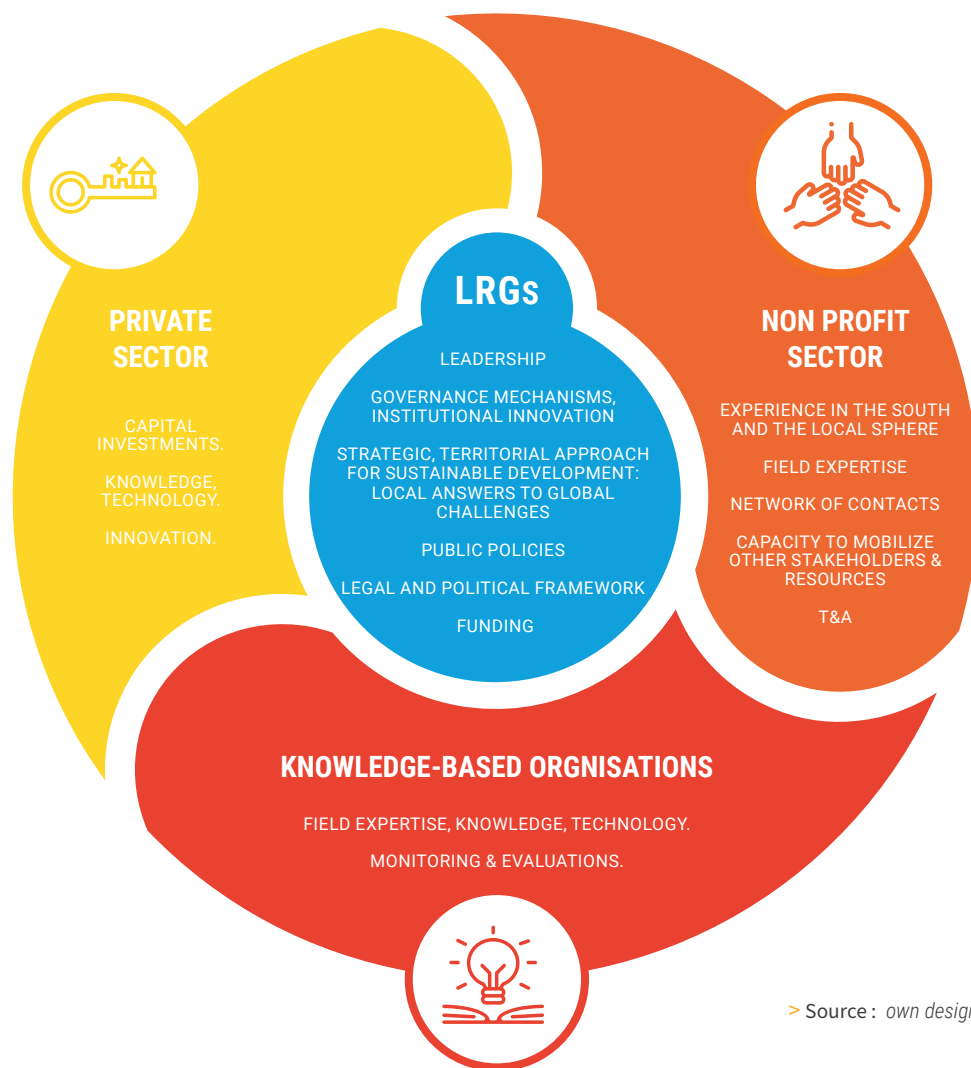 LRGs
LEADERSHIP
GOVERNANCE MECHANISMS,
INSTITUTIONAL INNOVATION
STRATEGIC, TERRITORIAL APPROACH
FOR SUSTAINABLE DEVELOPMENT:
LOCAL ANSWERS TO GLOBAL
CHALLENGES
PUBLIC POLICIES
LEGAL AND POLITICAL FRAMEWORK
FUNDING
PRIVATE
SECTOR
CAPITAL
INVESTMENTS.
KNOWLEDGE,
TECHNOLOGY.
INNOVATION.
NON PROFIT
SECTOR
EXPERIENCE IN THE SOUTH
AND THE LOCAL SPHERE
FIELD EXPERTISE
NETWORK OF CONTACTS
CAPACITY TO MOBILIZE
OTHER STAKEHOLDERS &
RESOURCES
T&A
KNOWLEDGE-BASED ORGNISATIONS
FIELD EXPERTISE, KNOWLEDGE, TECHNOLOGY.
MONITORING & EVALUATIONS.
> Source : own design